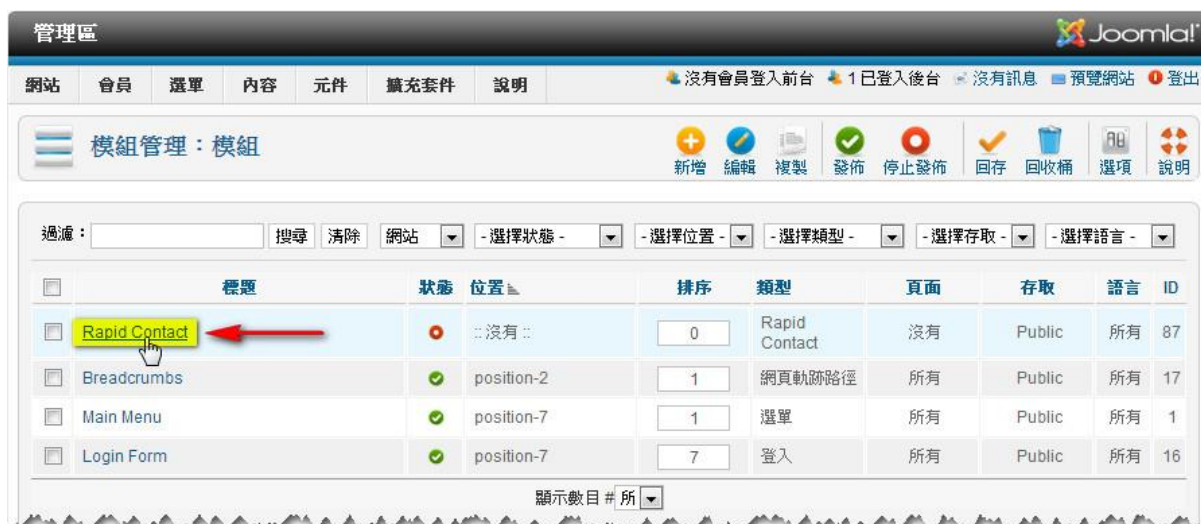 管理區
Joomla!
網站 會員 選單 內容 元件 擴充套件 說明 沒有會員登入前台 1 已登入後台 沒有訊息 預覽網站 登出
模組管理：模組
新增 編輯 複製 發佈 停止發佈 回存 回收桶 選項 說明
過濾： 搜尋 清除 網站 - 選擇狀態 - - 選擇位置 - - 選擇類型 - - 選擇存取 - - 選擇語言 -
標題 狀態 位置 排序 類型 頁面 存取 語言 ID
Rapid Contact :: 沒有 :: 0 Rapid Contact 沒有 Public 所有 87
Breadcrumbs position-2 1 網頁軌跡路徑 所有 Public 所有 17
Main Menu position-7 1 選單 所有 Public 所有 1
Login Form position-7 7 登入 所有 Public 所有 16
顯示數目 # 所